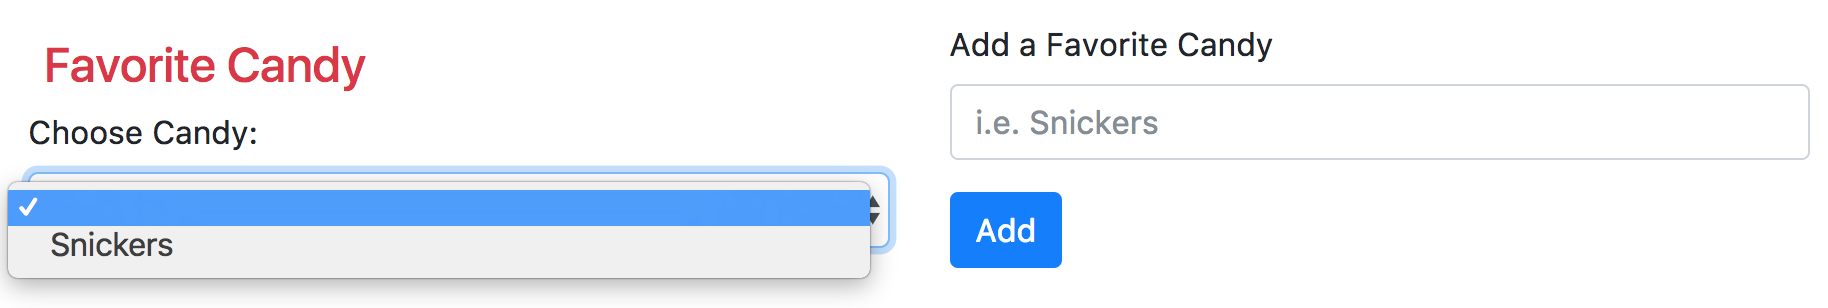 Favorite Candy
Choose Candy:
Snickers
Add a Favorite Candy
i.e. Snickers
Add